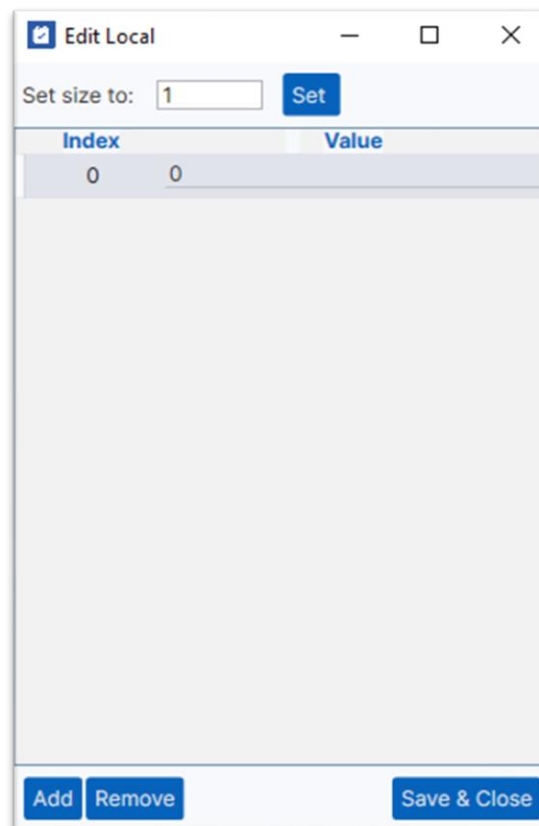 Edit Local
Set size to: 1 Set
Index Value
0 0
Add Remove Save & Close